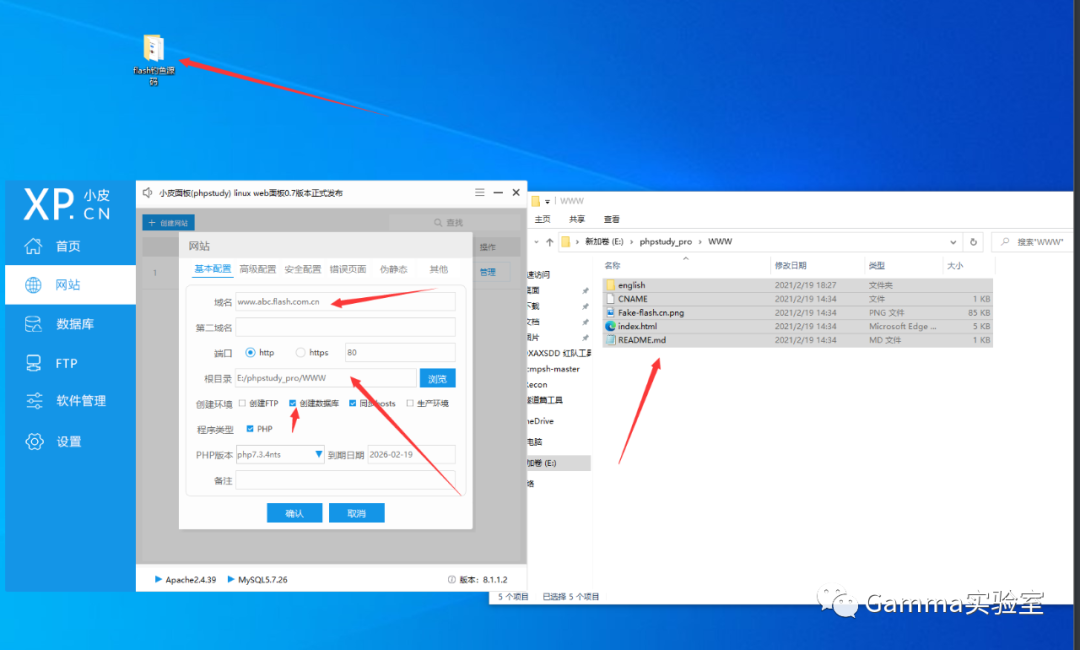 flash钓鱼源
码
XP.CN 小皮
首页
网站
数据库
FTP
软件管理
设置
小皮面板(phpstudy) linux web面板0.7版本正式发布
+ 创建网站
查找
操作
1
管理
网站
基本配置 高级配置 安全配置 错误页面 伪静态 其他
域名 www.abc.flash.com.cn
第二域名
端口 http https 80
根目录 E:/phpstudy_pro/WWW 浏览
创建环境 创建FTP 创建数据库 同步hosts 生产环境
程序类型 PHP
PHP版本 php7.3.4nts 到期日期 2026-02-19
备注
确认 取消
Apache2.4.39 MySQL5.7.26 版本: 8.1.1.2
WWW
主页 共享 查看
新加卷 (E:) › phpstudy_pro › WWW
搜索"WWW"
名称 修改日期 类型 大小
english 2021/2/19 18:27 文件夹
CNAME 2021/2/19 14:34 文件 1 KB
Fake-flash.cn.png 2021/2/19 14:34 PNG 文件 85 KB
index.html 2021/2/19 14:34 Microsoft Edge ... 5 KB
README.md 2021/2/19 14:34 MD 文件 1 KB
速访问
面
下载
文档
图片
XAXSDD 红队工具
cmpsh-master
econ
隧道筒工具
neDrive
电脑
加卷 (E:)
络
5 个项目 已选择 5 个项目
Gamma实验室